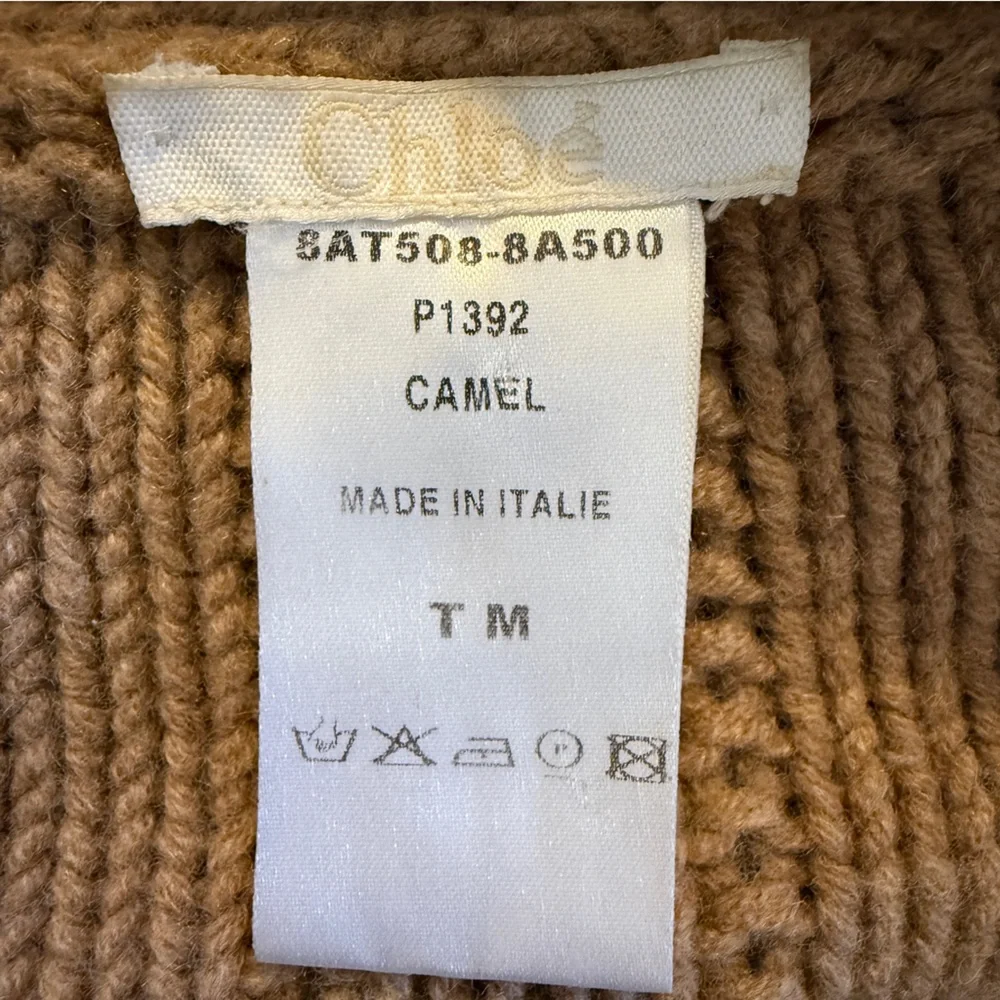 Chloé
8AT508-8A500
P1392
CAMEL
MADE IN ITALIE
T M
P